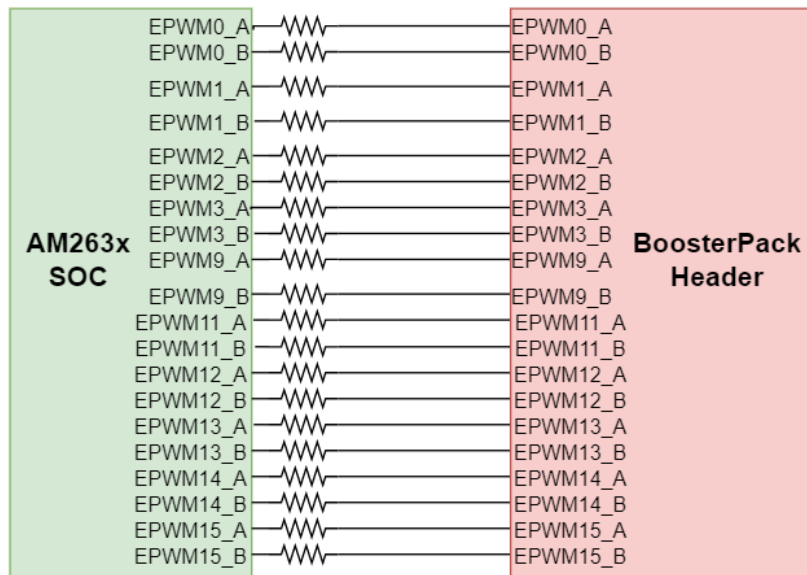 EPWM0_A EPWM0_A
EPWM0_B EPWM0_B
EPWM1_A EPWM1_A
EPWM1_B EPWM1_B
EPWM2_A EPWM2_A
EPWM2_B EPWM2_B
EPWM3_A EPWM3_A
EPWM3_B EPWM3_B
AM263x
SOC
BoosterPack
Header
EPWM9_A EPWM9_A
EPWM9_B EPWM9_B
EPWM11_A EPWM11_A
EPWM11_B EPWM11_B
EPWM12_A EPWM12_A
EPWM12_B EPWM12_B
EPWM13_A EPWM13_A
EPWM13_B EPWM13_B
EPWM14_A EPWM14_A
EPWM14_B EPWM14_B
EPWM15_A EPWM15_A
EPWM15_B EPWM15_B